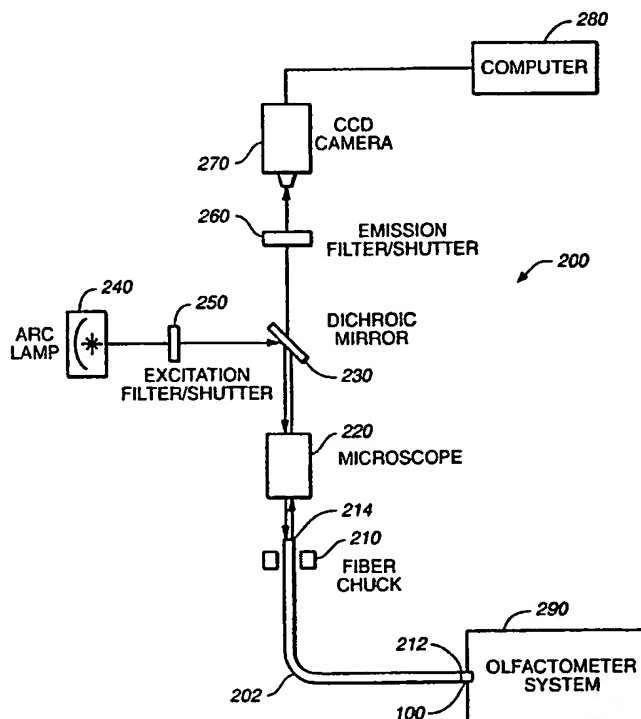 280
COMPUTER
CCD
CAMERA
270
260
EMISSION
FILTER/SHUTTER
200
240
250
ARC
LAMP
DICHROIC
MIRROR
EXCITATION
FILTER/SHUTTER
230
220
MICROSCOPE
214
210
FIBER
CHUCK
290
212
OLFACTOMETER
SYSTEM
202
100